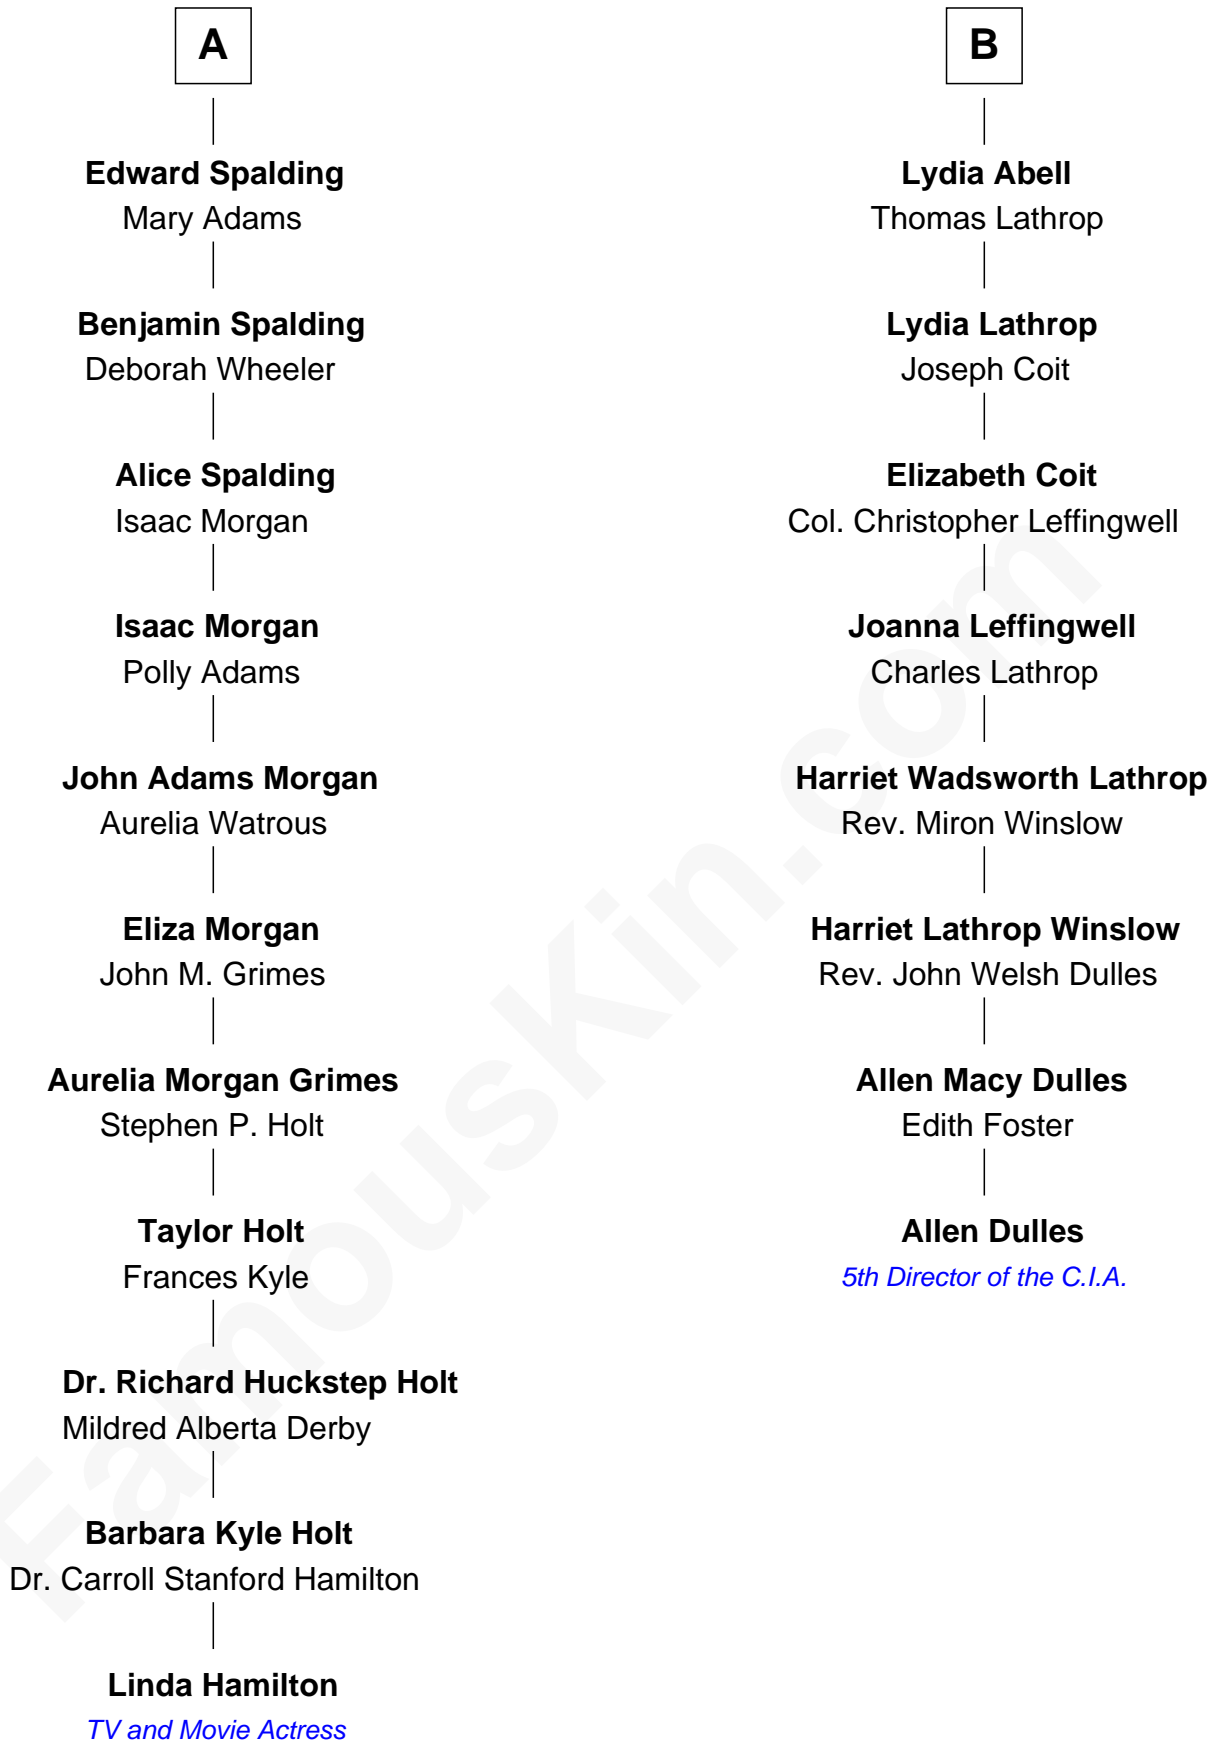 A
Edward Spalding
Mary Adams
Benjamin Spalding
Deborah Wheeler
Alice Spalding
Isaac Morgan
Isaac Morgan
Polly Adams
John Adams Morgan
Aurelia Watrous
Eliza Morgan
John M. Grimes
Aurelia Morgan Grimes
Stephen P. Holt
Taylor Holt
Frances Kyle
Dr. Richard Huckstep Holt
Mildred Alberta Derby
Barbara Kyle Holt
Dr. Carroll Stanford Hamilton
Linda Hamilton
TV and Movie Actress
B
Lydia Abell
Thomas Lathrop
Lydia Lathrop
Joseph Coit
Elizabeth Coit
Col. Christopher Leffingwell
Joanna Leffingwell
Charles Lathrop
Harriet Wadsworth Lathrop
Rev. Miron Winslow
Harriet Lathrop Winslow
Rev. John Welsh Dulles
Allen Macy Dulles
Edith Foster
Allen Dulles
5th Director of the C.I.A.
FamousKin.com